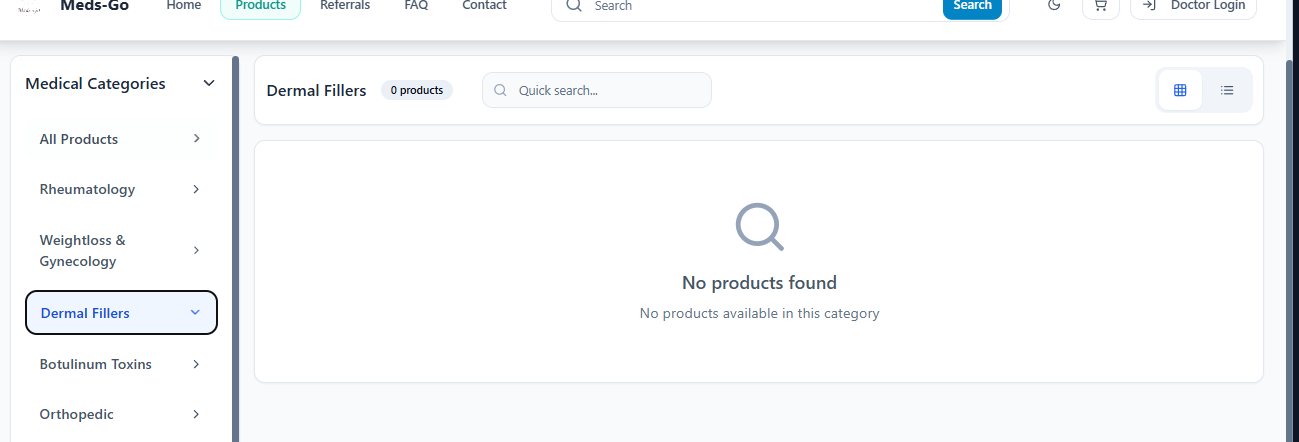 Meds-Go
Home
Products
Referrals
FAQ
Contact
Search
Search
Doctor Login
Medical Categories
All Products
Rheumatology
Weightloss &
Gynecology
Dermal Fillers
Botulinum Toxins
Orthopedic
Dermal Fillers
0 products
Quick search...
No products found
No products available in this category